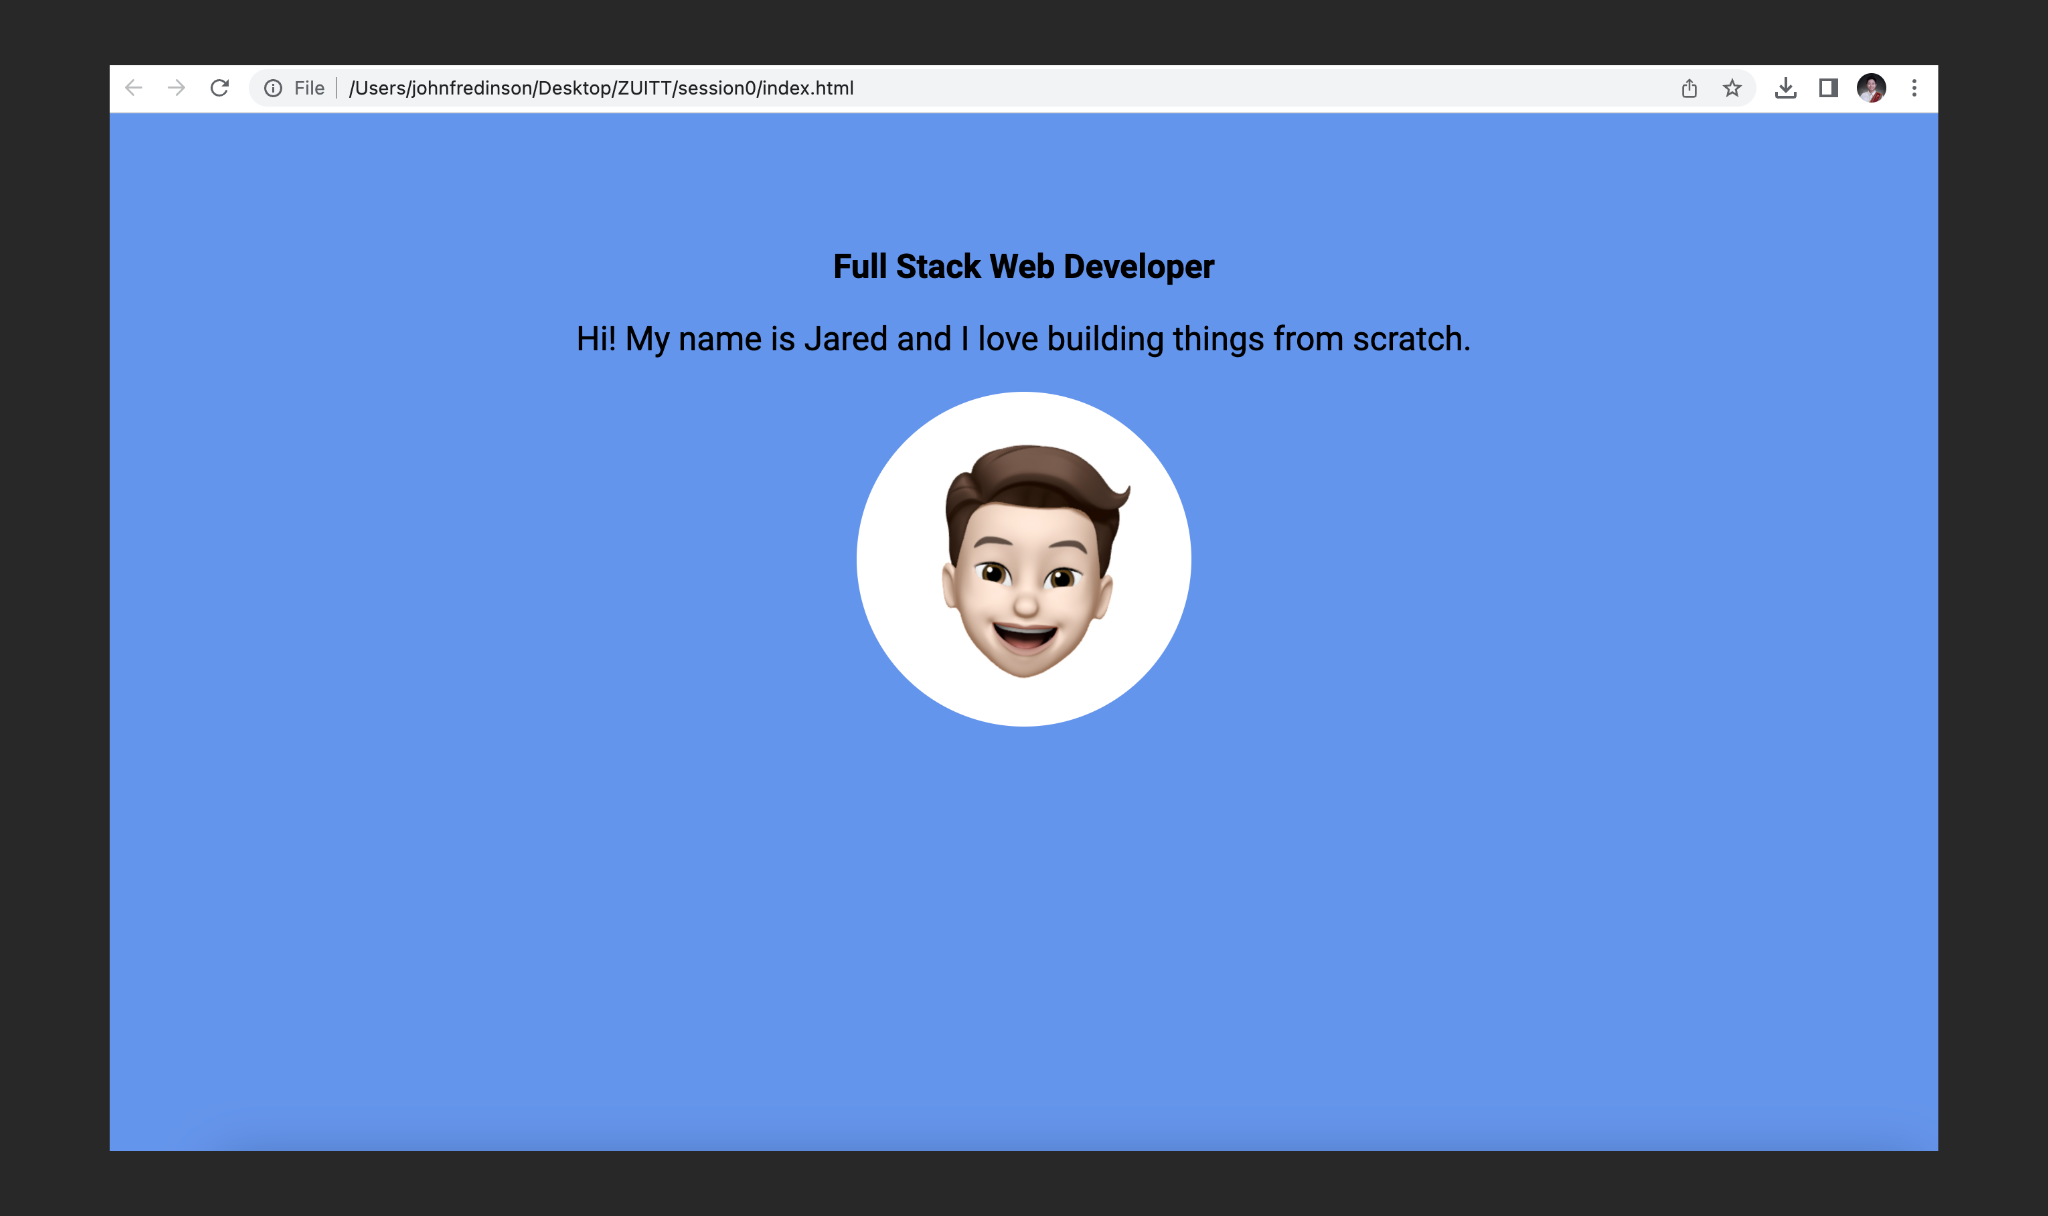 File /Users/johnfredinson/Desktop/ZUITT/session0/index.html
Full Stack Web Developer
Hi! My name is Jared and I love building things from scratch.